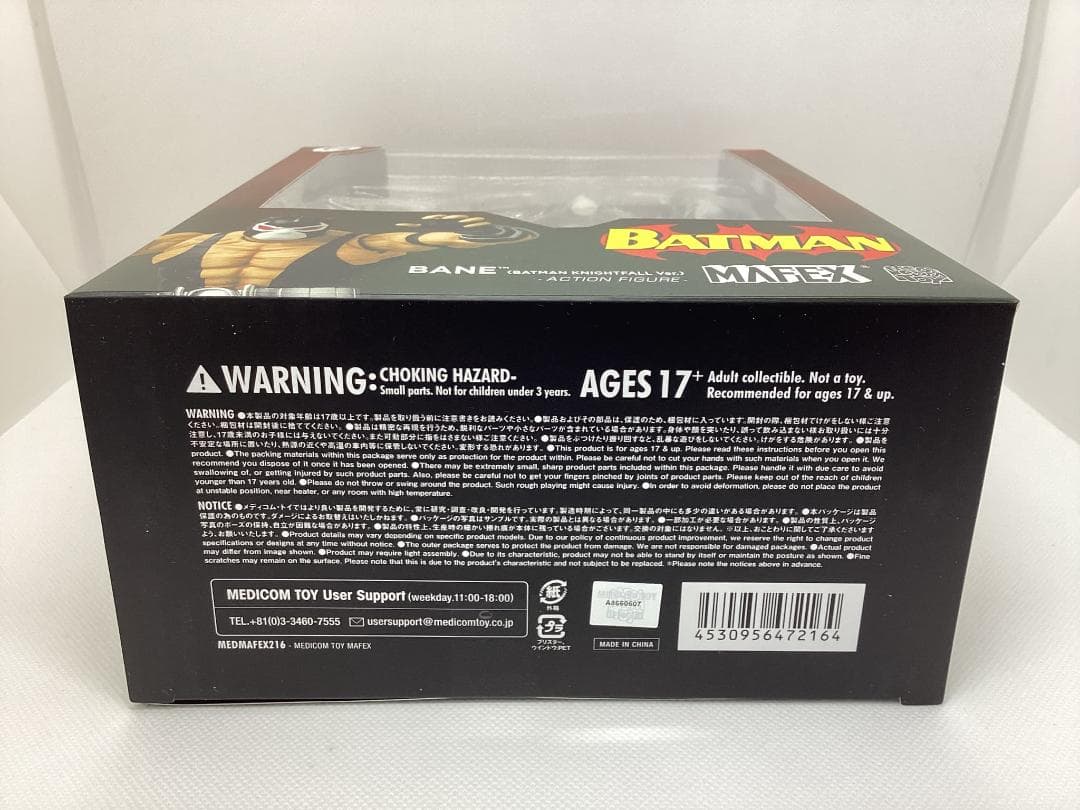 BATMAN
BANE™ (BATMAN KNIGHTFALL Ver.)
- ACTION FIGURE -
MAFEX
WARNING: CHOKING HAZARD-
Small parts. Not for children under 3 years.
AGES 17+ Adult collectible. Not a toy.
Recommended for ages 17 & up.
WARNING ●本製品の対象年齢は17歳以上です。製品を取り扱う前に注意書きをお読みください。●製品およびその部品は、保護のため、梱包材に入っています。開封の際、梱包材でけがをしない様ご注意
ください。梱包材は開封後に捨ててください。●製品は精密な再現を行うため、鋭利なパーツや小さなパーツが含まれている場合があります。身体や顔を突いたり、誤って飲み込まない様お取り扱いには十分
注意し、17歳未満のお子様には与えないでください。また可動部分に指をはさまない様ご注意ください。●製品をぶつけたり振り回すなど、乱暴な遊びをしないでください。けがをする危険があります。●製品を
不安定な場所に置いたり、熱源の近くや高温の車内等に保管しないでください。変形する恐れがあります。●This product is for ages 17 & up. Please read these instructions before you open this
product. ●The packing materials within this package serve only as protection for the product within. Please be careful not to cut your hands with such materials when you open it. We
recommend you dispose of it once it has been opened. ●There may be extremely small, sharp product parts included within this package. Please handle it with due care to avoid
swallowing of, or getting injured by such product parts. Also, please be careful not to get your fingers pinched by joints of product parts. Please keep out of the reach of children
younger than 17 years old. ●Please do not throw or swing around the product. Such rough playing might cause injury. ●In order to avoid deformation, please do not place the product
at unstable position, near heater, or any room with high temperature.
NOTICE ●メディコム・トイではより良い製品を開発するために、常に研究・調査・改良・開発を行っています。製造時期によって、同一製品の中にも多少の違いがある場合があります。●本パッケージは製品
保護の為のものです。ダメージによるお取替えはいたしかねます。●パッケージの写真はサンプルです。実際の製品とは異なる場合があります。●一部加工が必要な場合があります。●製品の性質上、パッケージ
写真のポーズの保持、自立が困難な場合があります。●製品の特性上、生産時の細かい擦れ痕が本体に残っている場合がございます。交換の対象にはなりません。※以上、おことわりに関してご了承くださいます
よう、お願いいたします。●Product details may vary depending on specific product models. Due to our policy of continuous product improvement, we reserve the right to change product
specifications or designs at any time without notice. ●The outer package serves to protect the product from damage. We are not responsible for damaged packages. ●Actual product
may differ from image shown. ●Product may require light assembly. ●Due to its characteristic, product may not be able to stand by itself or maintain the posture as shown. ●Fine
scratches may remain on the surface. Please note that this is due to the product's characteristic and not subject to be replaced. *Please note the notices above in advance.
MEDICOM TOY User Support (weekday.11:00-18:00)
TEL.+81(0)3-3460-7555 usersupport@medicomtoy.co.jp
MEDMAFEX216 - MEDICOM TOY MAFEX
紙
外箱
プラ
ブリスター、
ウインドウ:PET
A8660607
MADE IN CHINA
4530956472164